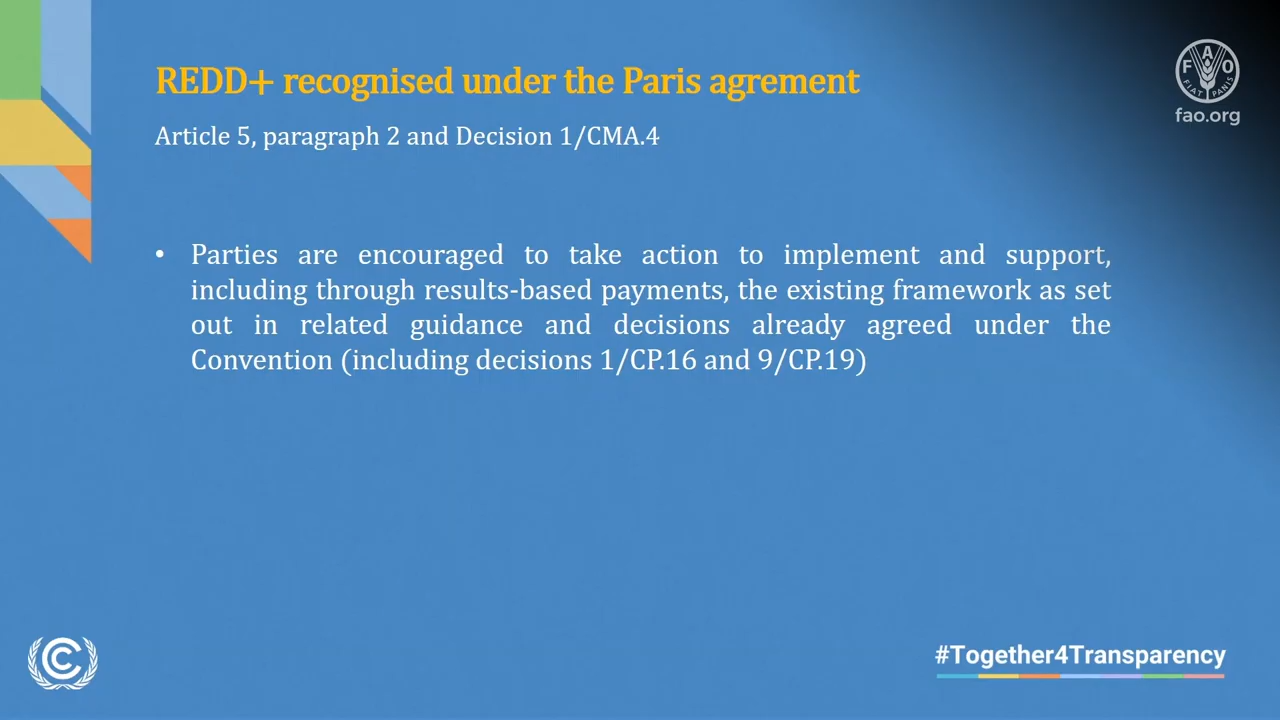 REDD+ recognised under the Paris agrement
Article 5, paragraph 2 and Decision 1/CMA.4
• Parties are encouraged to take action to implement and support,
including through results-based payments, the existing framework as set
out in related guidance and decisions already agreed under the
Convention (including decisions 1/CP.16 and 9/CP.19)
F A O
FIAT PANIS
fao.org
#Together4Transparency